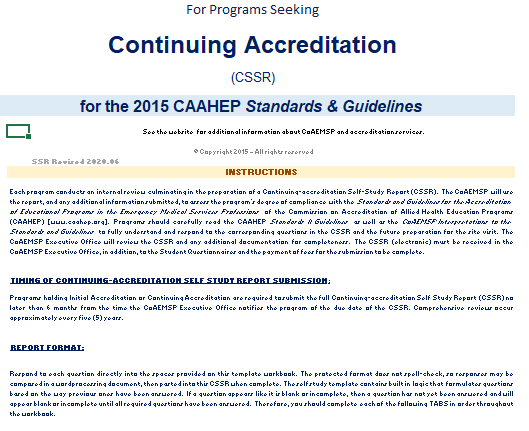 For Programs Seeking
Continuing Accreditation
(CSSR)
for the 2015 CAAHEP Standards & Guidelines
See the website for additional information about CoAEMSP and accreditation services.
© Copyright 2015 - All rights reserved
SSR Revised 2020.06
INSTRUCTIONS
Each program conducts an internal review culminating in the preparation of a Continuing-accreditation Self-Study Report (CSSR). The CoAEMSP will use
the report, and any additional information submitted, to assess the program's degree of compliance with the Standards and Guidelines for the Accreditation
of Educational Programs in the Emergency Medical Services Professions of the Commission on Accreditation of Allied Health Education Programs
(CAAHEP) [www.caahep.org]. Programs should carefully read the CAAHEP Standards & Guidelines as well as the CoAEMSP Interpretations to the
Standards and Guidelines to fully understand and respond to the corresponding questions in the CSSR and the future preparation for the site visit. The
CoAEMSP Executive Office will review the CSSR and any additional documentation for completeness. The CSSR (electronic) must be received in the
CoAEMSP Executive Office, in addition, to the Student Questionnaires and the payment of fees for the submission to be complete.
TIMING OF CONTINUING-ACCREDITATION SELF STUDY REPORT SUBMISSION:
Programs holding Initial Accreditation or Continuing Accreditation are required to submit the full Continuing-accreditation Self Study Report (CSSR) no
later than 6 months from the time the CoAEMSP Executive Office notifies the program of the due date of the CSSR. Comprehensive reviews occur
approximately every five (5) years.
REPORT FORMAT:
Respond to each question directly into the spaces provided on this template workbook. The protected format does not spell-check, so responses may be
composed in a word processing document, then pasted into this CSSR when complete. The self study template contains built in logic that formulates questions
based on the way previous ones have been answered. If a question appears like it is blank or incomplete, then a question has not yet been answered and will
appear blank or incomplete until all required questions have been answered. Therefore, you should complete each of the following TABS in order throughout
the workbook.